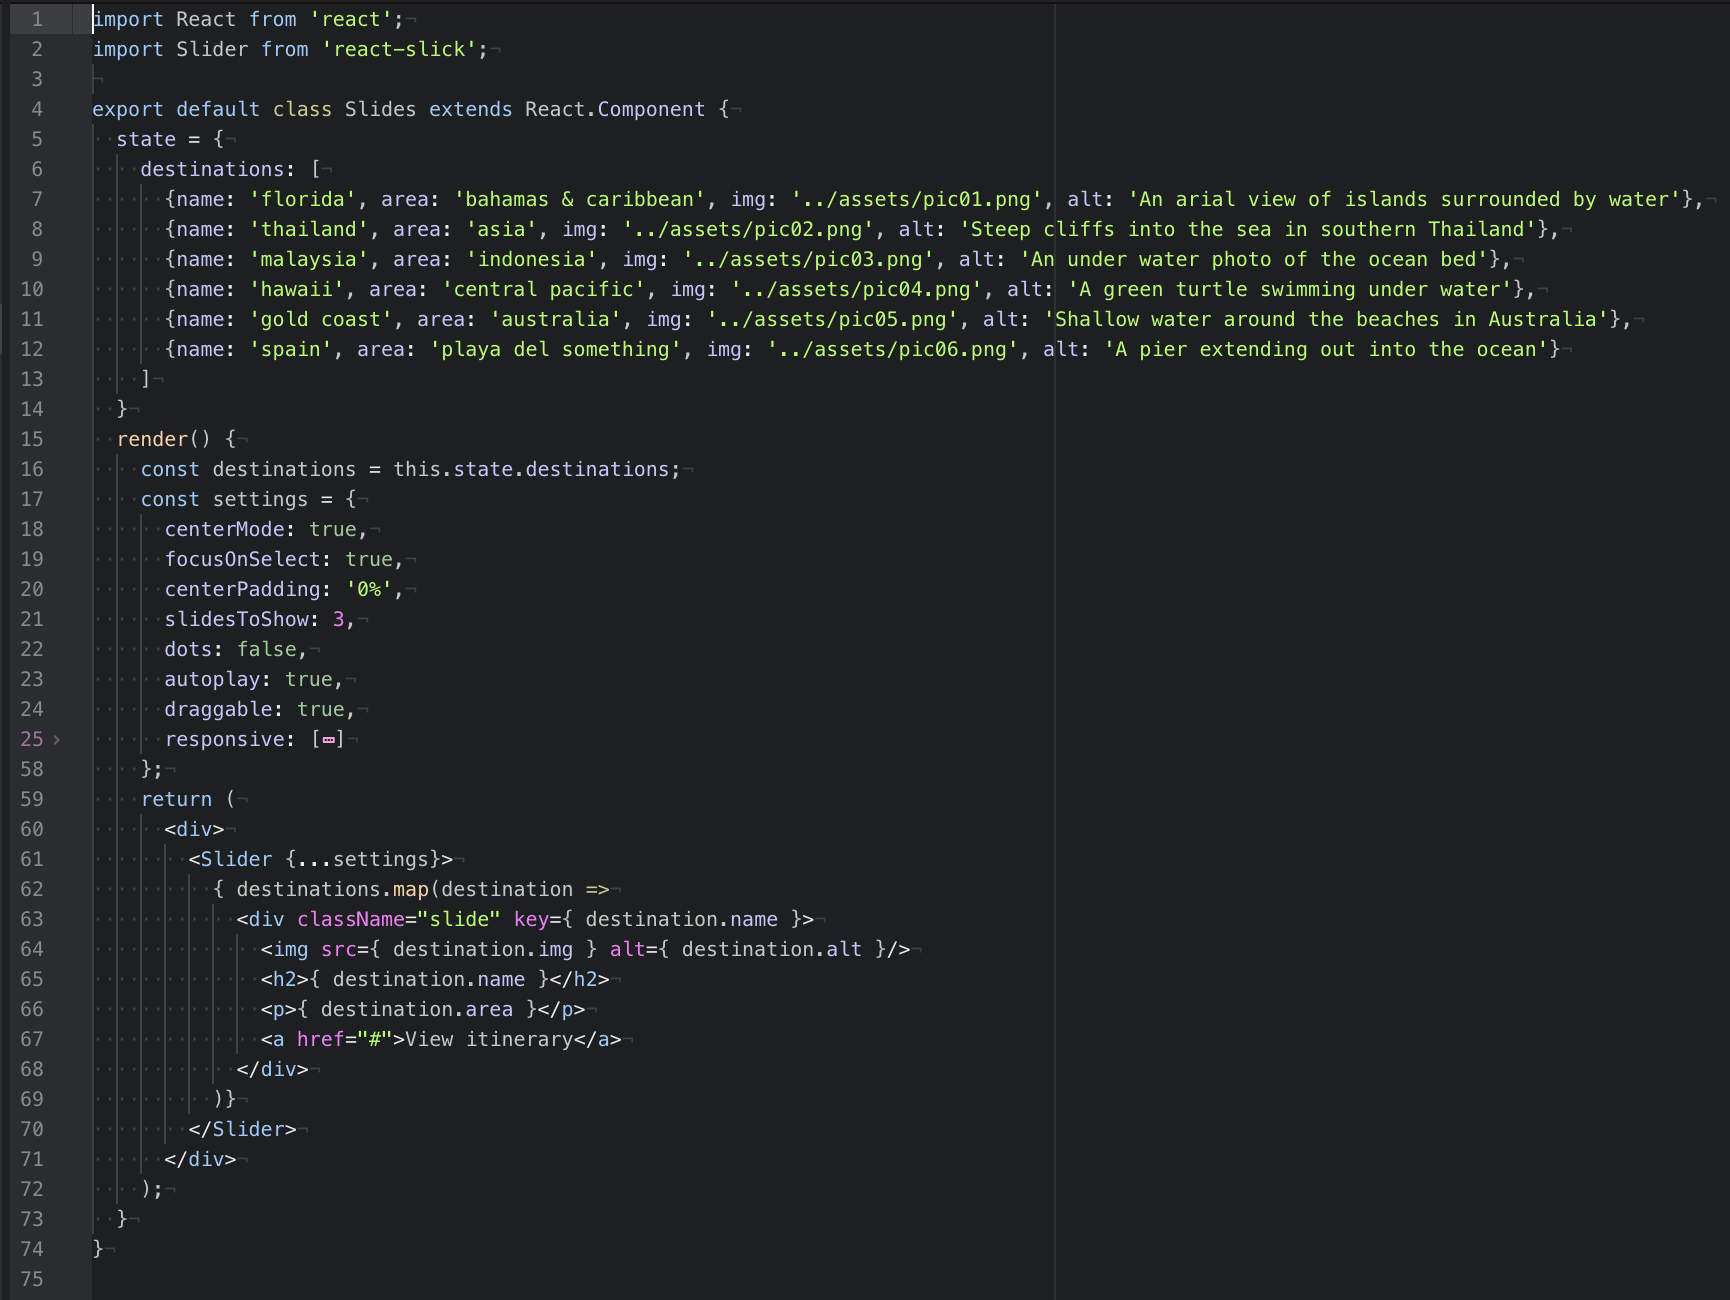 1 import React from 'react';
2 import Slider from 'react-slick';
3
4 export default class Slides extends React.Component {
5 state = {
6 destinations: [
7 {name: 'florida', area: 'bahamas & caribbean', img: '../assets/pic01.png', alt: 'An arial view of islands surrounded by water'},
8 {name: 'thailand', area: 'asia', img: '../assets/pic02.png', alt: 'Steep cliffs into the sea in southern Thailand'},
9 {name: 'malaysia', area: 'indonesia', img: '../assets/pic03.png', alt: 'An under water photo of the ocean bed'},
10 {name: 'hawaii', area: 'central pacific', img: '../assets/pic04.png', alt: 'A green turtle swimming under water'},
11 {name: 'gold coast', area: 'australia', img: '../assets/pic05.png', alt: 'Shallow water around the beaches in Australia'},
12 {name: 'spain', area: 'playa del something', img: '../assets/pic06.png', alt: 'A pier extending out into the ocean'}
13 ]
14 }
15 render() {
16 const destinations = this.state.destinations;
17 const settings = {
18 centerMode: true,
19 focusOnSelect: true,
20 centerPadding: '0%',
21 slidesToShow: 3,
22 dots: false,
23 autoplay: true,
24 draggable: true,
25 responsive: [⋯]
58 };
59 return (
60 <div>
61 <Slider {...settings}>
62 { destinations.map(destination =>
63 <div className="slide" key={ destination.name }>
64 <img src={ destination.img } alt={ destination.alt }/>
65 <h2>{ destination.name }</h2>
66 <p>{ destination.area }</p>
67 <a href="#">View itinerary</a>
68 </div>
69 )}
70 </Slider>
71 </div>
72 );
73 }
74 }
75